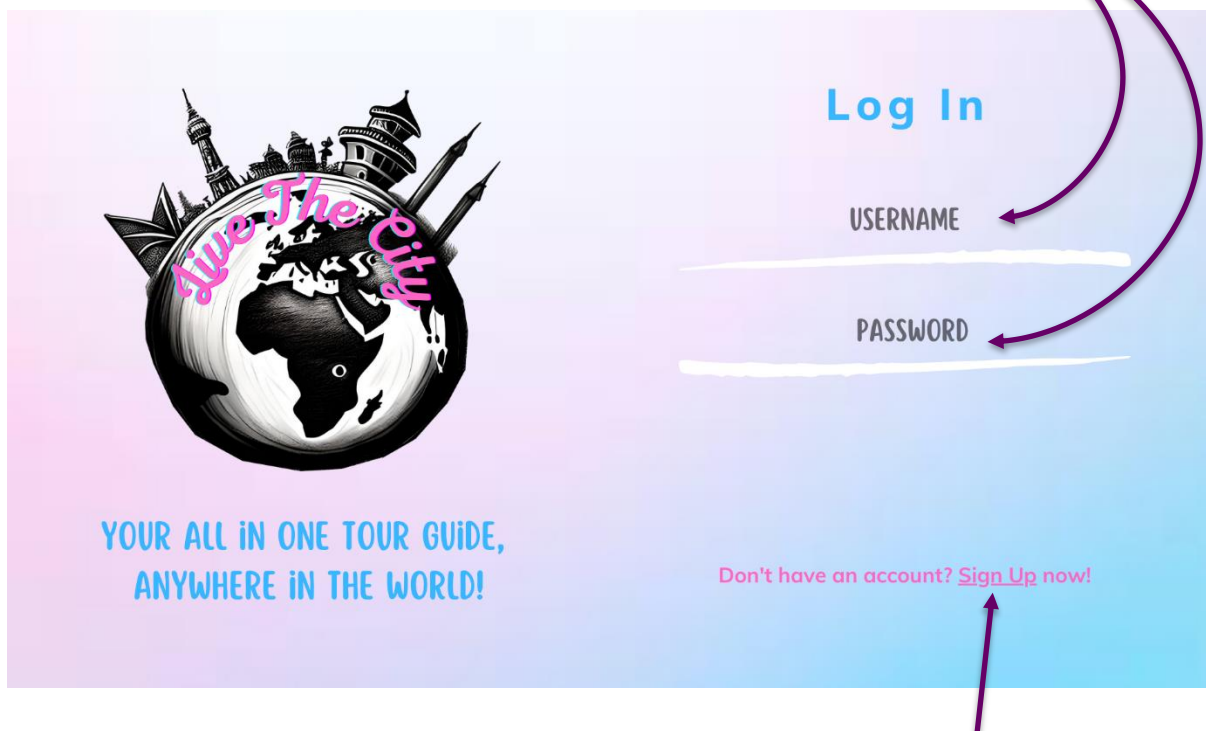 Live The City
YOUR ALL iN ONE TOUR GUiDE,
ANYWHERE iN THE WORLD!
Log In
USERNAME
PASSWORD
Don't have an account? Sign Up now!